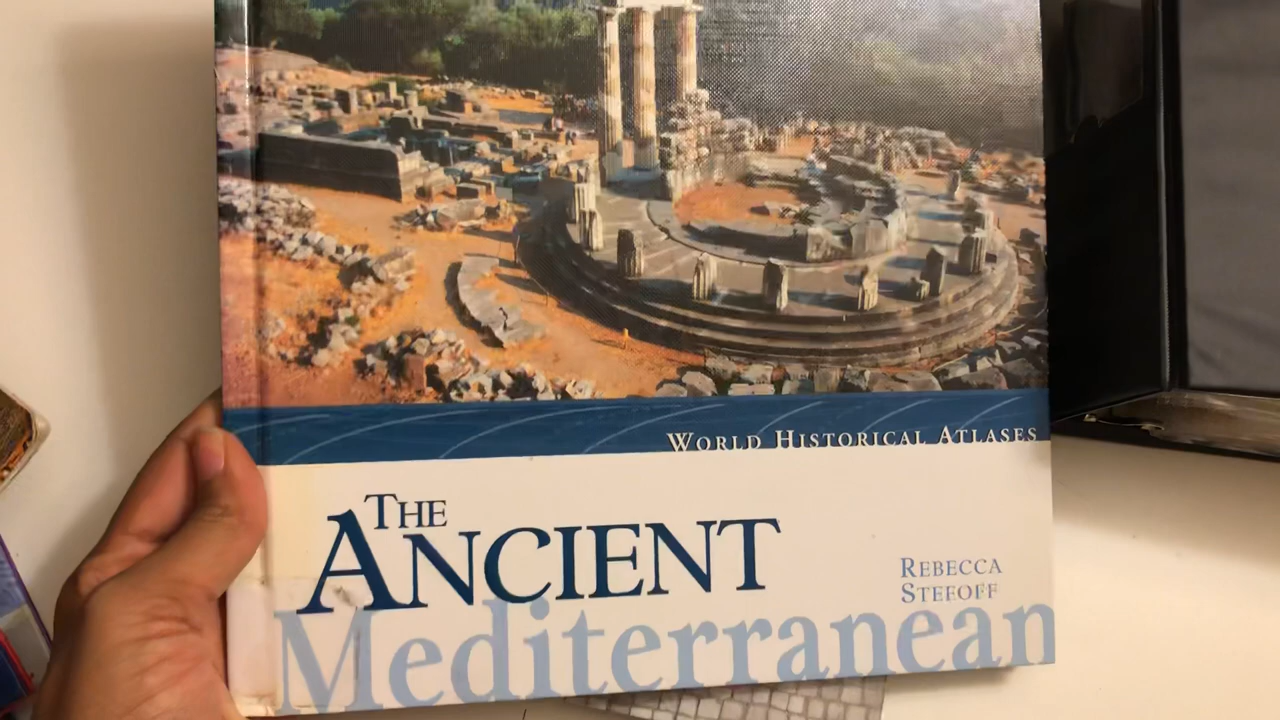 WORLD HISTORICAL ATLASES
THE
ANCIENT
Mediterranean
REBECCA
STEFOFF